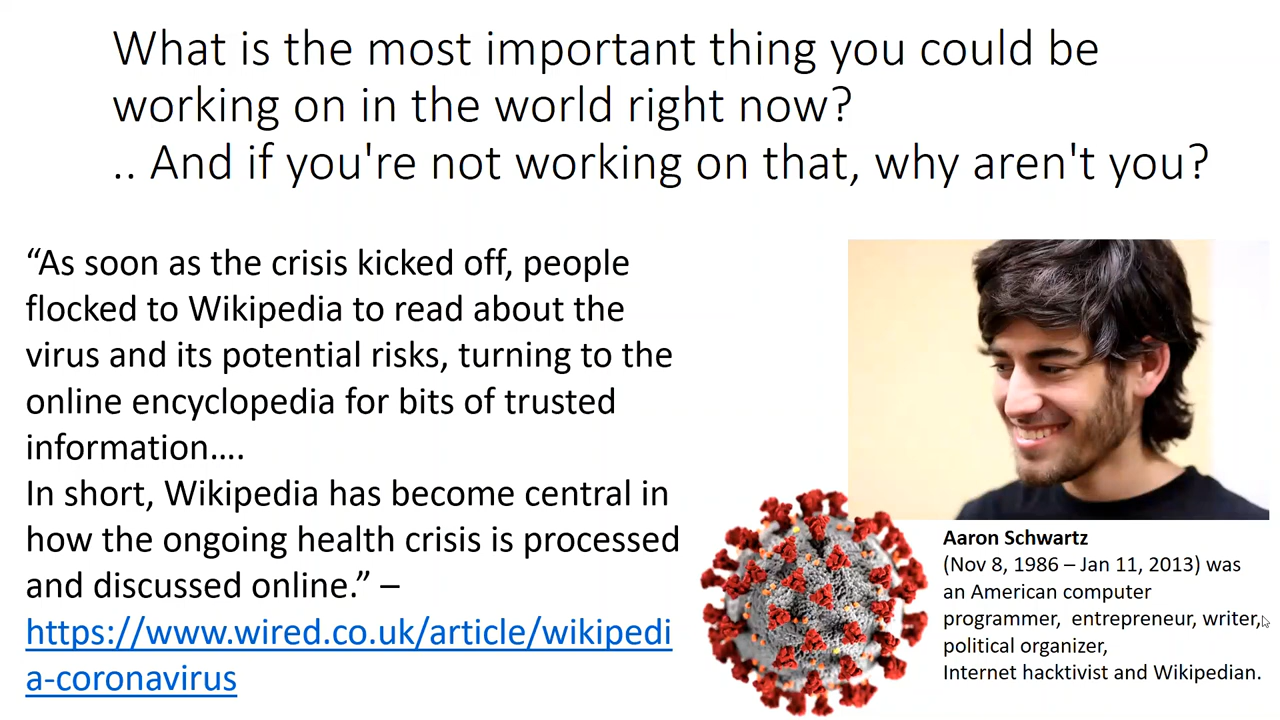 What is the most important thing you could be
working on in the world right now?
.. And if you're not working on that, why aren't you?
“As soon as the crisis kicked off, people
flocked to Wikipedia to read about the
virus and its potential risks, turning to the
online encyclopedia for bits of trusted
information….
In short, Wikipedia has become central in
how the ongoing health crisis is processed
and discussed online.” –
https://www.wired.co.uk/article/wikipedi
a-coronavirus
Aaron Schwartz
(Nov 8, 1986 – Jan 11, 2013) was
an American computer
programmer, entrepreneur, writer,
political organizer,
Internet hacktivist and Wikipedian.